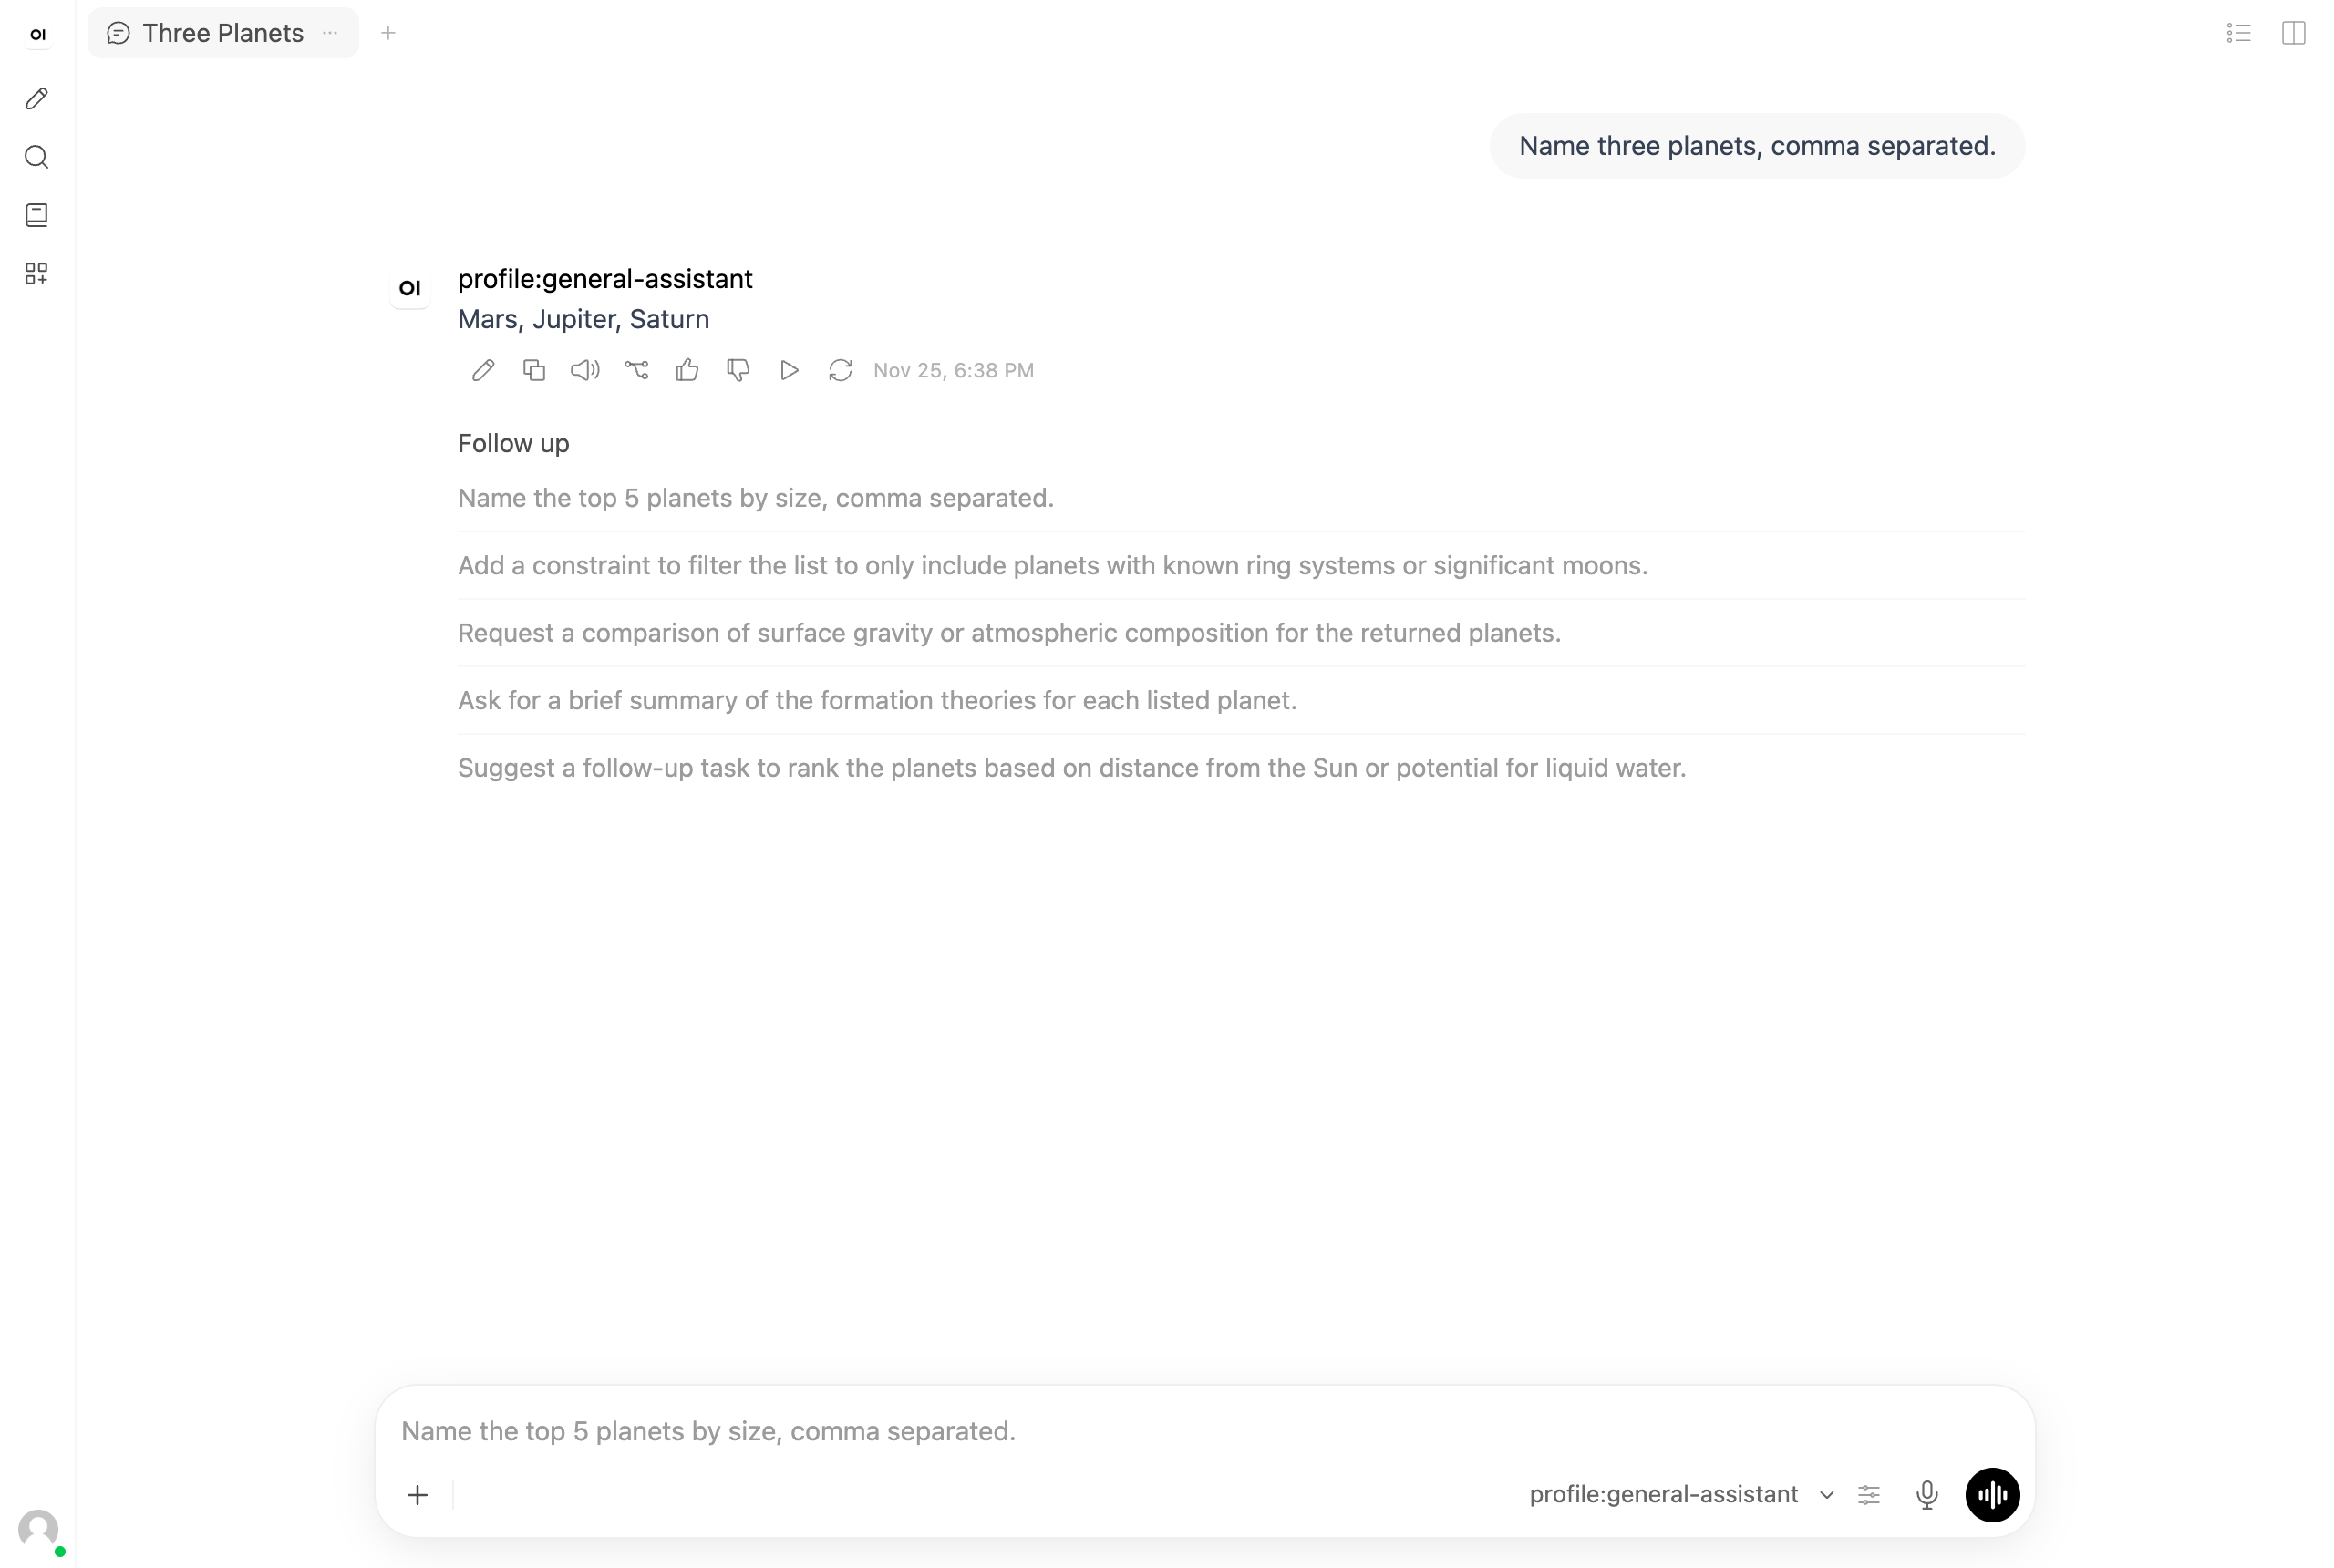 OI
Three Planets
Name three planets, comma separated.
OI
profile:general-assistant
Mars, Jupiter, Saturn
Nov 25, 6:38 PM
Follow up
Name the top 5 planets by size, comma separated.
Add a constraint to filter the list to only include planets with known ring systems or significant moons.
Request a comparison of surface gravity or atmospheric composition for the returned planets.
Ask for a brief summary of the formation theories for each listed planet.
Suggest a follow-up task to rank the planets based on distance from the Sun or potential for liquid water.
Name the top 5 planets by size, comma separated.
profile:general-assistant